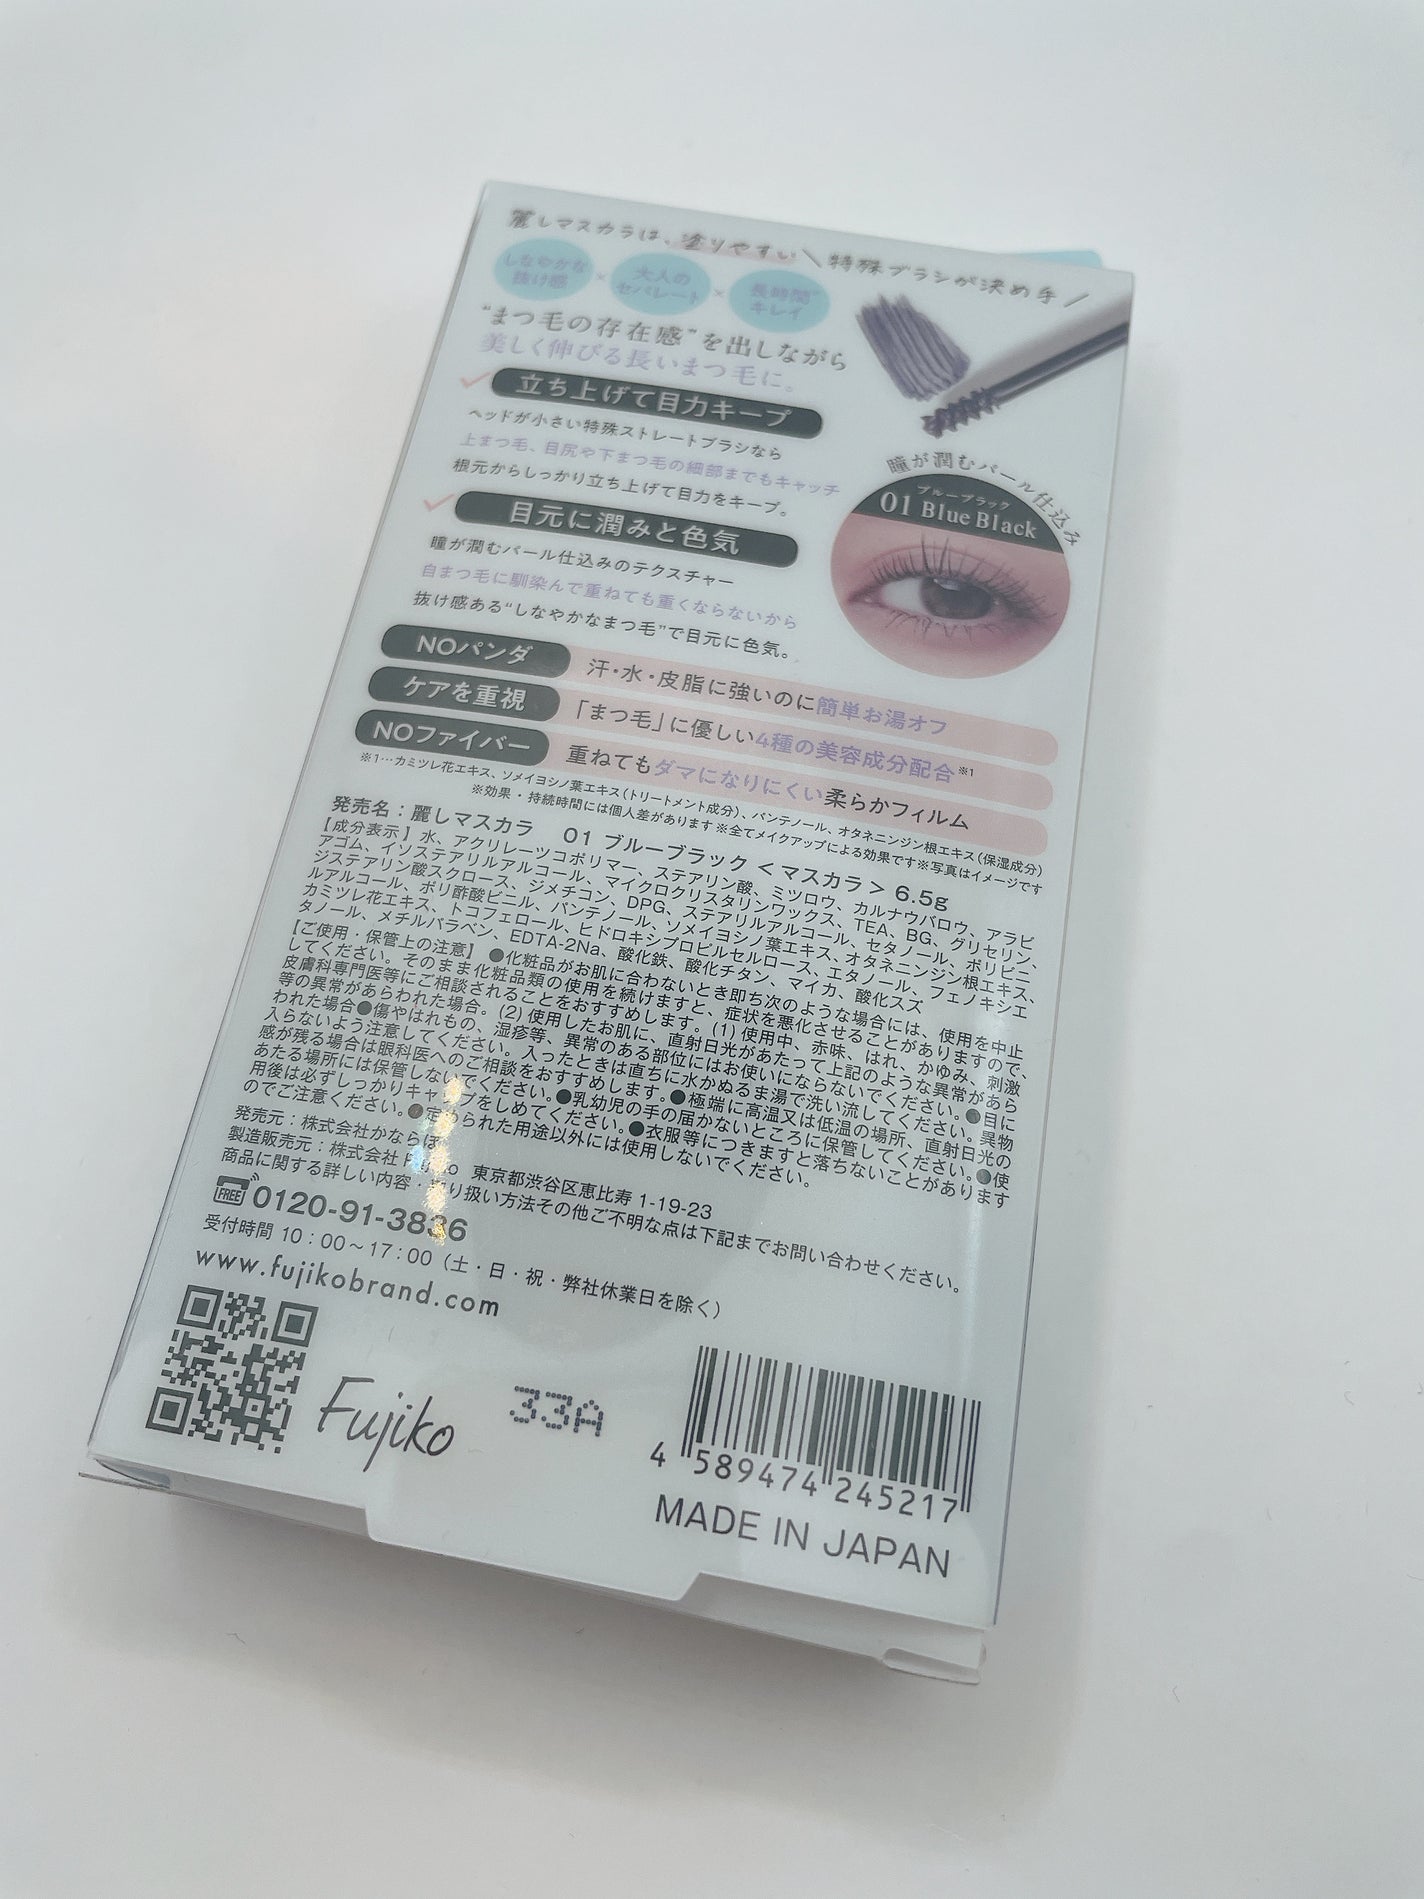 麗しマスカラは、塗りやすい＼特殊ブラシが決め手／
しなやかな
抜け感
×
大人の
セパレート
×
長時間
キレイ
“まつ毛の存在感”を出しながら
美しく伸びる長いまつ毛に。
立ち上げて目力キープ
ヘッドが小さい特殊ストレートブラシなら
上まつ毛、目尻や下まつ毛の細部までもキャッチ
根元からしっかり立ち上げて目力をキープ。
瞳が潤むパール仕込み
ブルーブラック
01 Blue Black
目元に潤みと色気
瞳が潤むパール仕込みのテクスチャー
自まつ毛に馴染んで重ねても重くならないから
抜け感ある“しなやかなまつ毛”で目元に色気。
NOパンダ 汗・水・皮脂に強いのに簡単お湯オフ
ケアを重視 「まつ毛」に優しい4種の美容成分配合※1
NOファイバー 重ねてもダマになりにくい柔らかフィルム
※1…カミツレ花エキス、ソメイヨシノ葉エキス（トリートメント成分）、パンテノール、オタネニンジン根エキス（保湿成分）
※効果・持続時間には個人差があります※全てメイクアップによる効果です※写真はイメージです
発売名：麗しマスカラ 01 ブルーブラック＜マスカラ＞6.5g
【成分表示】水、アクリレーツコポリマー、ステアリン酸、ミツロウ、カルナウバロウ、アラビ
アゴム、イソステアリルアルコール、マイクロクリスタリンワックス、TEA、BG、グリセリン、
ジステアリン酸スクロース、ジメチコン、DPG、ステアリルアルコール、セタノール、ポリビニ
ルアルコール、ポリ酢酸ビニル、パンテノール、ソメイヨシノ葉エキス、オタネニンジン根エキス、
カミツレ花エキス、トコフェロール、ヒドロキシプロピルセルロース、エタノール、フェノキシエ
タノール、メチルパラベン、EDTA-2Na、酸化鉄、酸化チタン、マイカ、酸化スズ
【ご使用・保管上の注意】●化粧品がお肌に合わないとき即ち次のような場合には、使用を中止
してください。そのまま化粧品類の使用を続けますと、症状を悪化させることがありますので、
皮膚科専門医等にご相談されることをおすすめします。(1) 使用中、赤味、はれ、かゆみ、刺激
等の異常があらわれた場合。(2) 使用したお肌に、直射日光があたって上記のような異常があら
われた場合●傷やはれもの、湿疹等、異常のある部位にはお使いにならないでください。●目に
入らないよう注意してください。入ったときは直ちに水かぬるま湯で洗い流してください。異物
感が残る場合は眼科医へのご相談をおすすめします。●極端に高温又は低温の場所、直射日光の
あたる場所には保管しないでください。●乳幼児の手の届かないところに保管してください。●使
用後は必ずしっかりキャップをしめてください。●衣服等につきますと落ちないことがあります
のでご注意ください。●定められた用途以外には使用しないでください。
発売元：株式会社かならぼ
製造販売元：株式会社 Fujiko 東京都渋谷区恵比寿 1-19-23
商品に関する詳しい内容・取り扱い方法その他ご不明な点は下記までお問い合わせください。
FREE 0120-91-3836
受付時間 10：00～17：00（土・日・祝・弊社休業日を除く）
www.fujikobrand.com
Fujiko
33A
4 589474 245217
MADE IN JAPAN